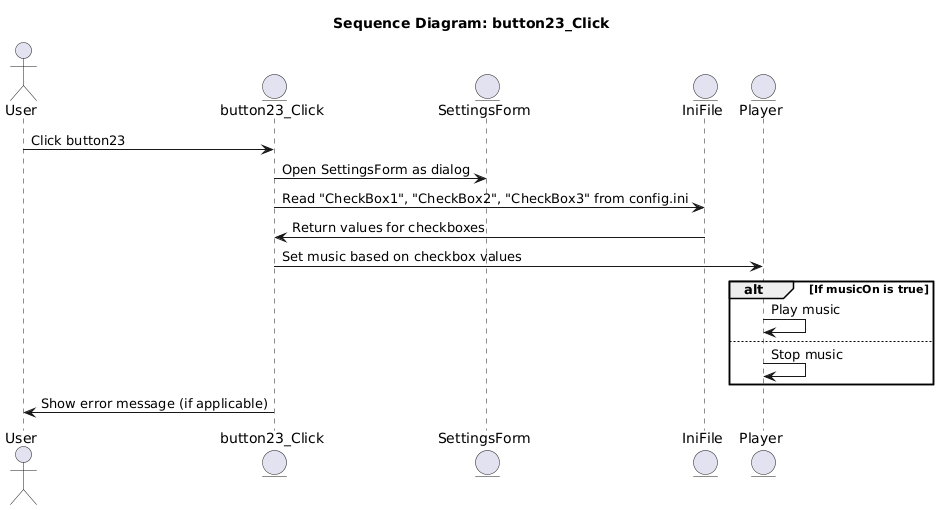 Sequence Diagram: button23_Click
User
button23_Click
SettingsForm
IniFile
Player
Click button23
Open SettingsForm as dialog
Read "CheckBox1", "CheckBox2", "CheckBox3" from config.ini
Return values for checkboxes
Set music based on checkbox values
alt
[If musicOn is true]
Play music
Stop music
Show error message (if applicable)
User
button23_Click
SettingsForm
IniFile
Player